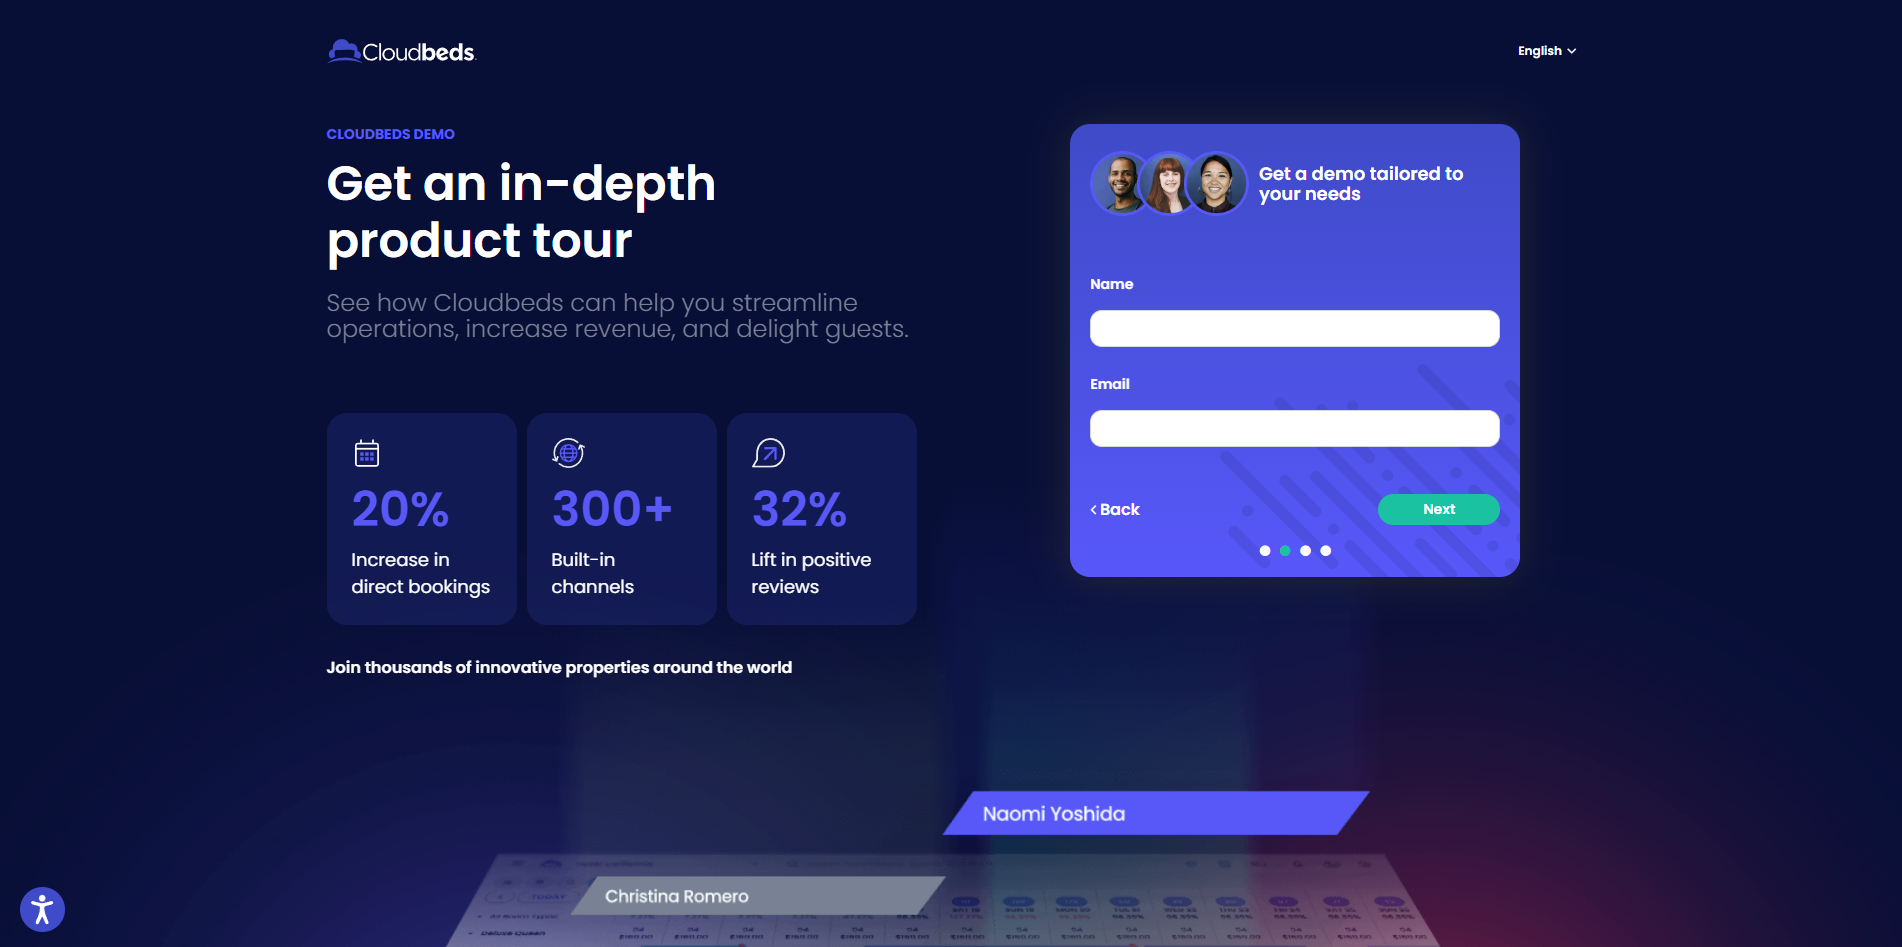 Cloudbeds
English
CLOUDBEDS DEMO
Get an in-depth
product tour
See how Cloudbeds can help you streamline
operations, increase revenue, and delight guests.
20%
Increase in
direct bookings
300+
Built-in
channels
32%
Lift in positive
reviews
Join thousands of innovative properties around the world
Get a demo tailored to
your needs
Name
Email
Back
Next
Naomi Yoshida
Christina Romero
TODAY
Deluxe Queen